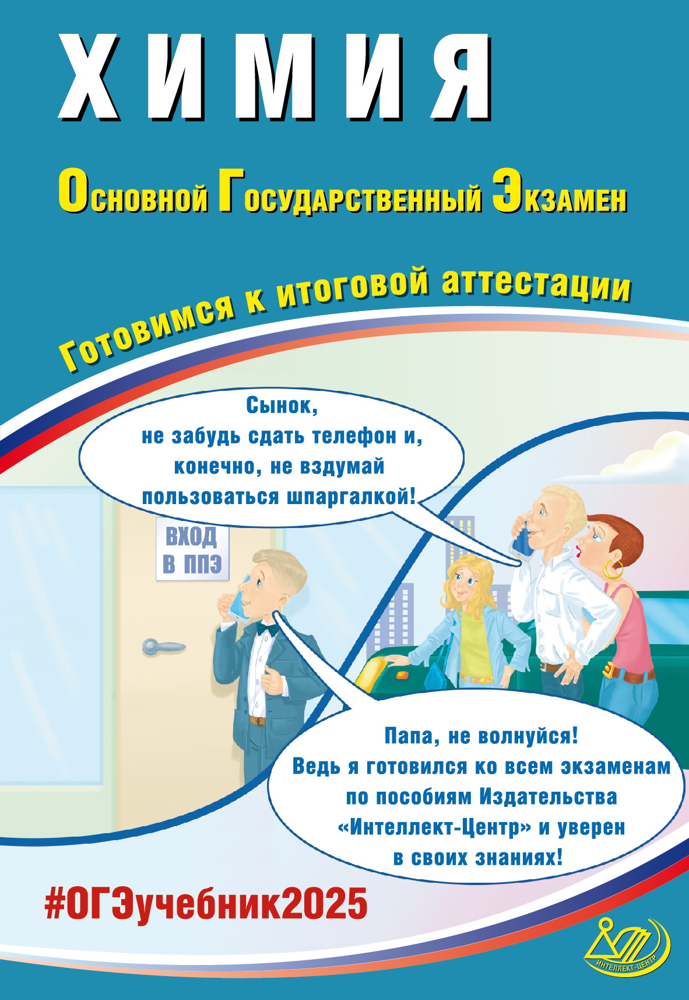 ХИМИЯ
Основной Государственный Экзамен
Готовимся к итоговой аттестации
Сынок,
не забудь сдать телефон и,
конечно, не вздумай
пользоваться шпаргалкой!
ВХОД
В ППЭ
Папа, не волнуйся!
Ведь я готовился ко всем экзаменам
по пособиям Издательства
«Интеллект-Центр» и уверен
в своих знаниях!
#ОГЭучебник2025
ИНТЕЛЛЕКТ-ЦЕНТР